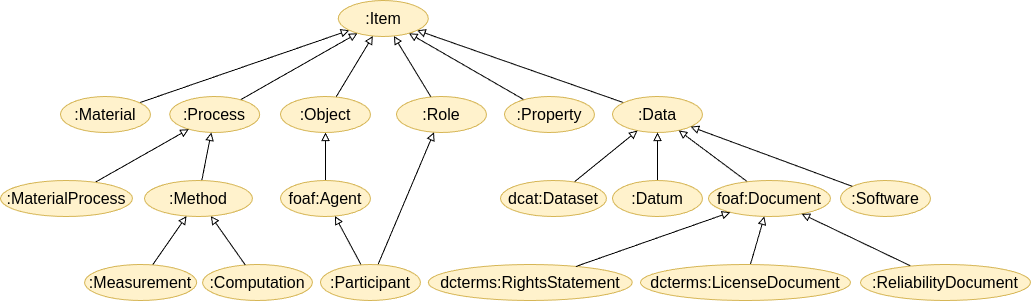 :Item
:Material
:Process
:Object
:Role
:Property
:Data
:MaterialProcess
:Method
foaf:Agent
dcat:Dataset
:Datum
foaf:Document
:Software
:Measurement
:Computation
:Participant
dcterms:RightsStatement
dcterms:LicenseDocument
:ReliabilityDocument